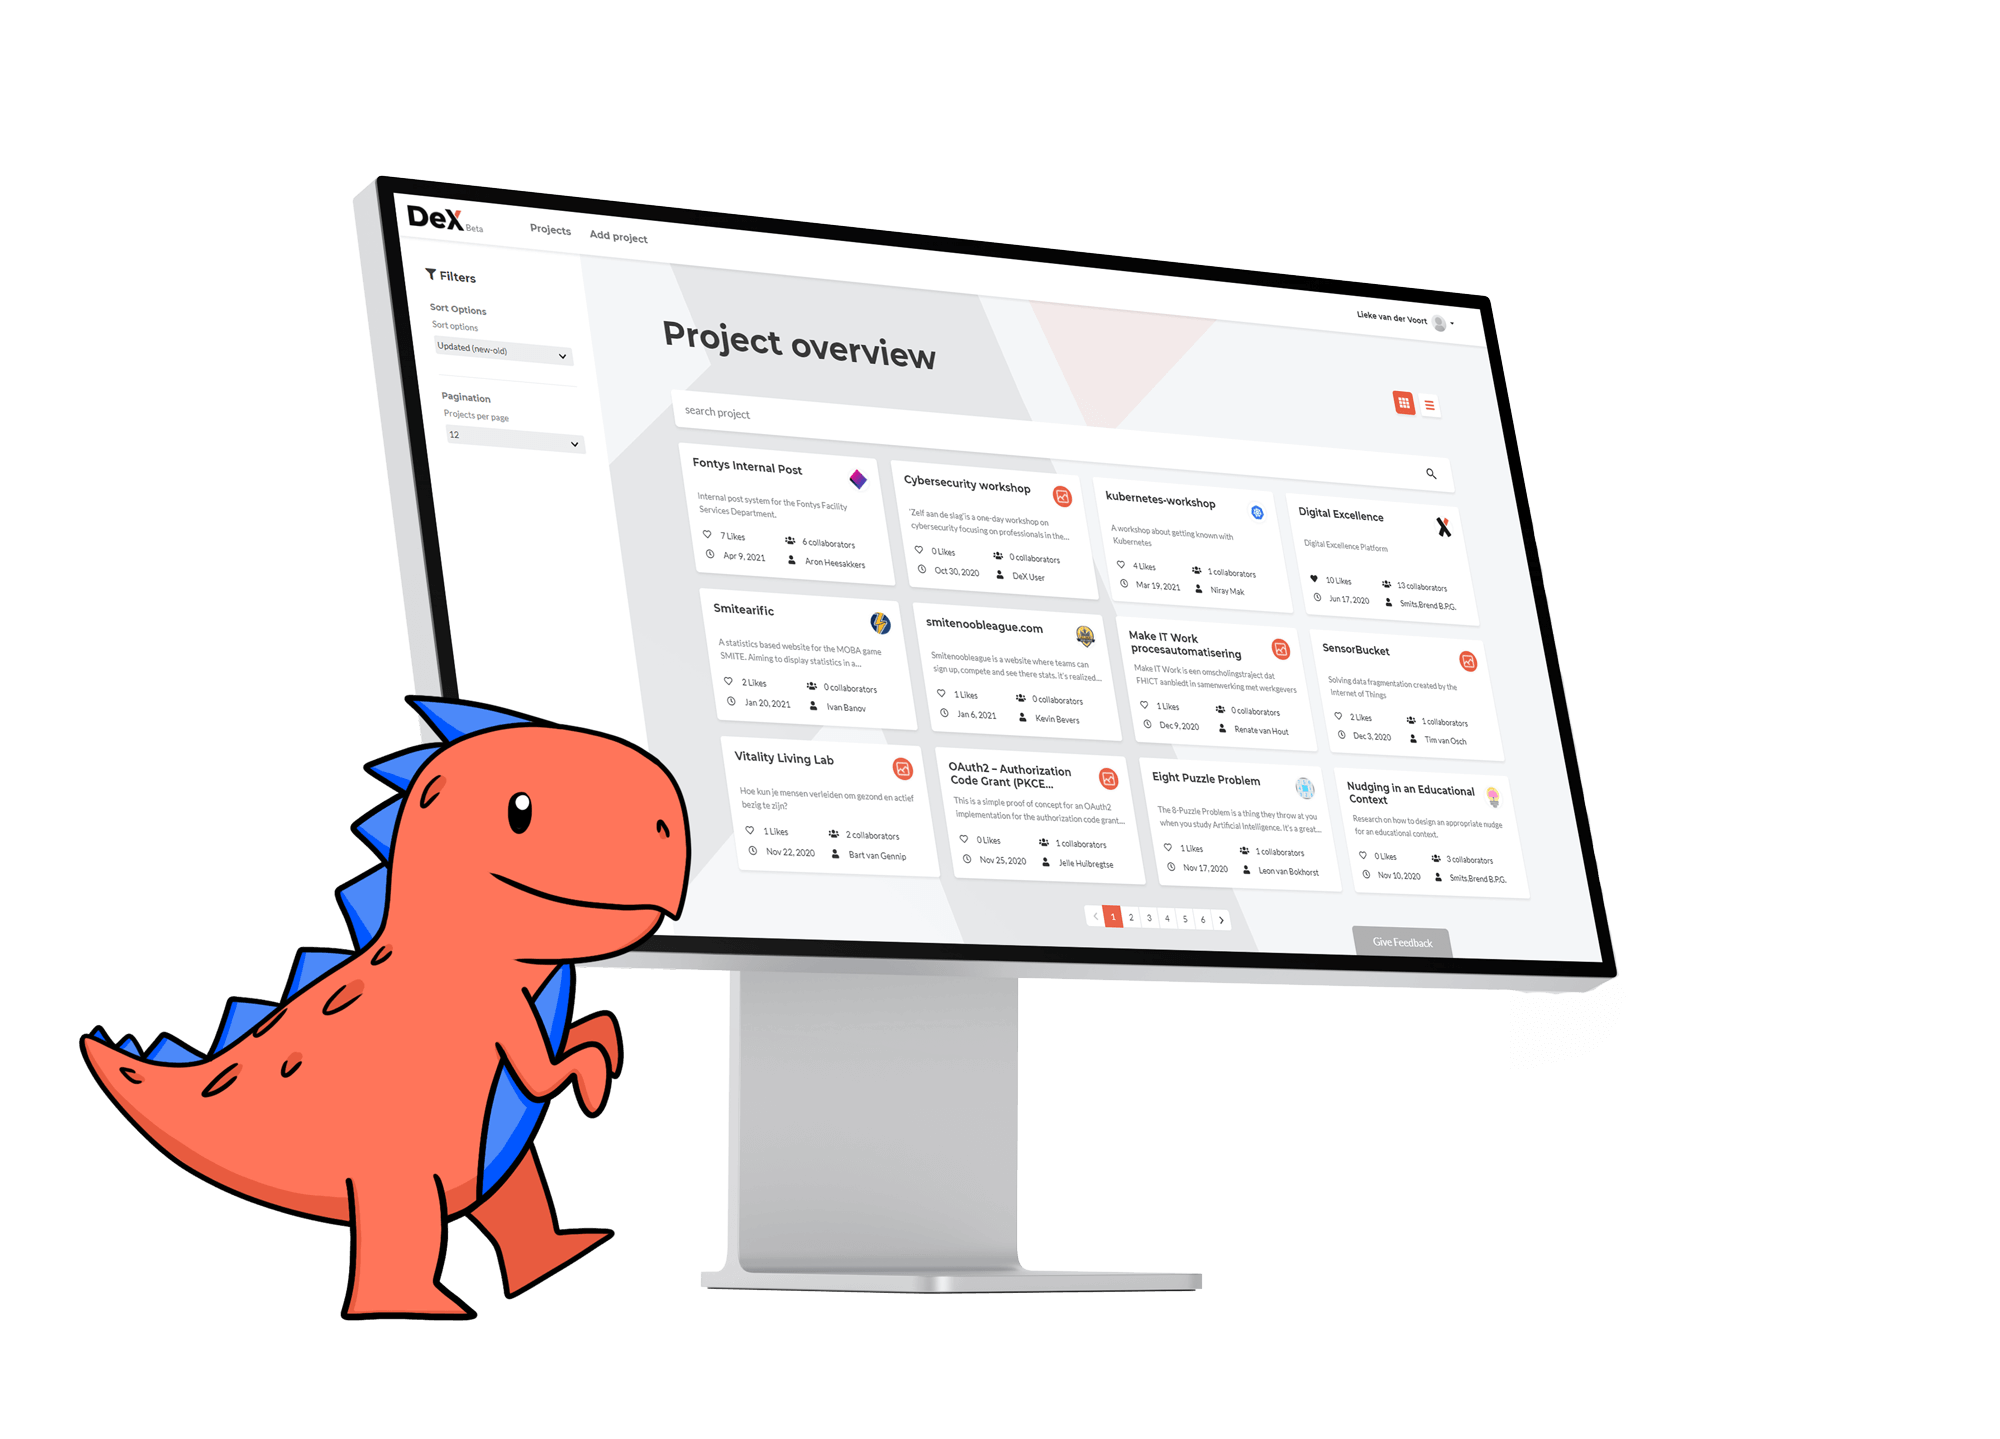 DeX Beta
Projects
Add project
Lieke van der Voort
Filters
Sort Options
Sort options
Updated (new-old)
Pagination
Projects per page
12
Project overview
search project
Fontys Internal Post
Internal post system for the Fontys Facility
Services Department.
7 Likes
6 collaborators
Apr 9, 2021
Aron Heesakkers
Cybersecurity workshop
'Zelf aan de slag'is a one-day workshop on
cybersecurity focusing on professionals in the...
0 Likes
0 collaborators
Oct 30, 2020
DeX User
kubernetes-workshop
A workshop about getting known with
Kubernetes
4 Likes
1 collaborators
Mar 19, 2021
Niray Mak
Digital Excellence
Digital Excellence Platform
10 Likes
13 collaborators
Jun 17, 2020
Smits,Brend B.P.G.
Smitearific
A statistics based website for the MOBA game
SMITE. Aiming to display statistics in a...
2 Likes
0 collaborators
Jan 20, 2021
Ivan Banov
smitenoobleague.com
Smitenoobleague is a website where teams can
sign up, compete and see there stats. it's realized...
1 Likes
0 collaborators
Jan 6, 2021
Kevin Bevers
Make IT Work
procesautomatisering
Make IT Work is een omscholingstraject dat
FHICT aanbiedt in samenwerking met werkgevers
1 Likes
0 collaborators
Dec 9, 2020
Renate van Hout
SensorBucket
Solving data fragmentation created by the
Internet of Things
2 Likes
1 collaborators
Dec 3, 2020
Tim van Osch
Vitality Living Lab
Hoe kun je mensen verleiden om gezond en actief
bezig te zijn?
1 Likes
2 collaborators
Nov 22, 2020
Bart van Gennip
OAuth2 – Authorization
Code Grant (PKCE...
This is a simple proof of concept for an OAuth2
implementation for the authorization code grant...
0 Likes
1 collaborators
Nov 25, 2020
Jelle Huibregtse
Eight Puzzle Problem
The 8-Puzzle Problem is a thing they throw at you
when you study Artificial Intelligence. It's a great...
1 Likes
1 collaborators
Nov 17, 2020
Leon van Bokhorst
Nudging in an Educational
Context
Research on how to design an appropriate nudge
for an educational context.
0 Likes
3 collaborators
Nov 10, 2020
Smits,Brend B.P.G.
1 2 3 4 5 6
Give Feedback